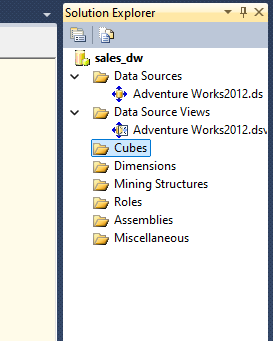 Solution Explorer
sales_dw
Data Sources
Adventure Works2012.ds
Data Source Views
Adventure Works2012.dsv
Cubes
Dimensions
Mining Structures
Roles
Assemblies
Miscellaneous